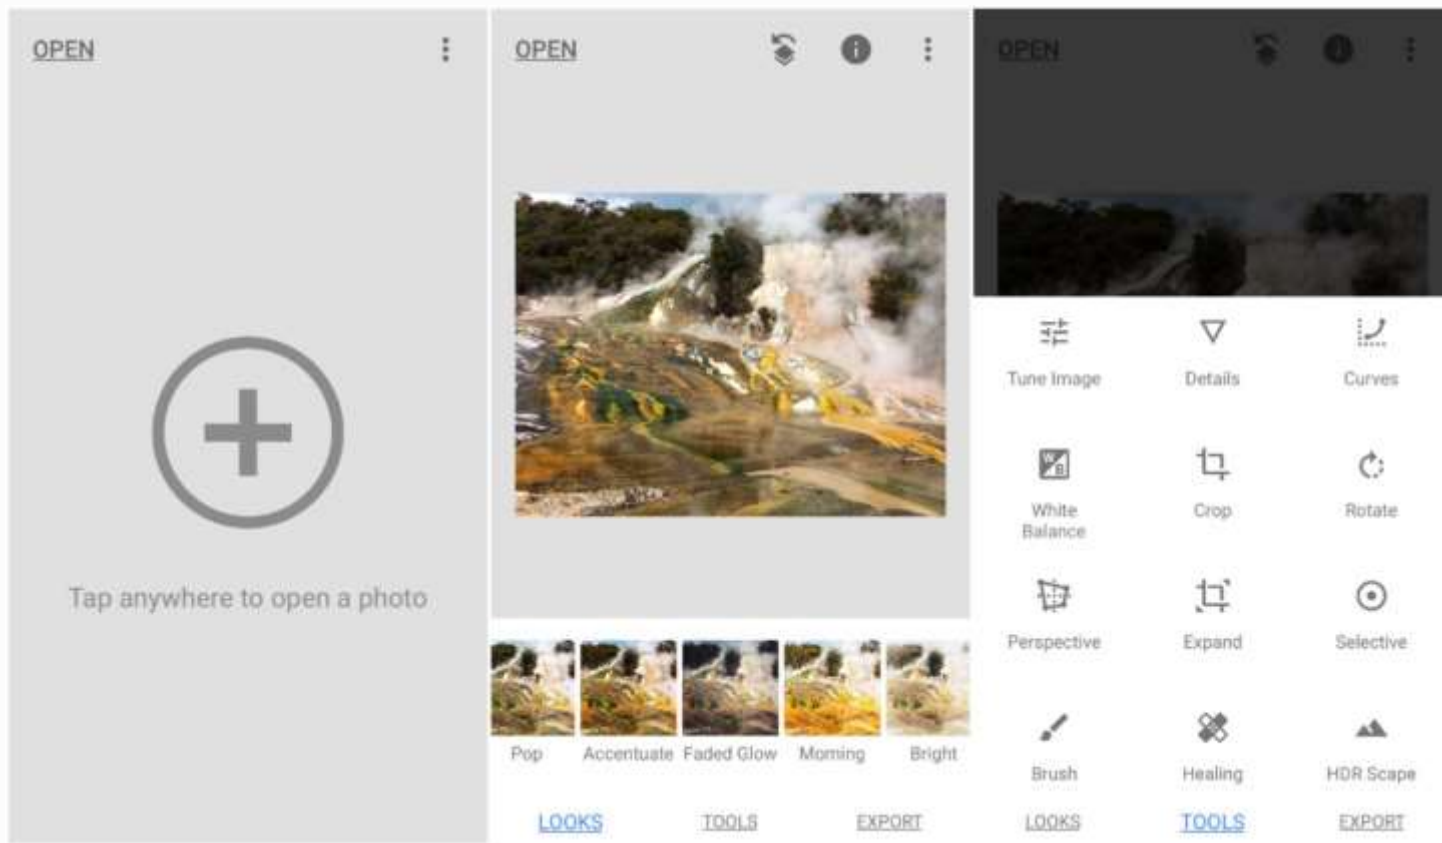 OPEN
Tap anywhere to open a photo
OPEN
Pop Accentuate Faded Glow Morning Bright
LOOKS TOOLS EXPORT
OPEN
Tune Image Details Curves
W
B
White Crop Rotate
Balance
Perspective Expand Selective
Brush Healing HDR Scape
LOOKS TOOLS EXPORT